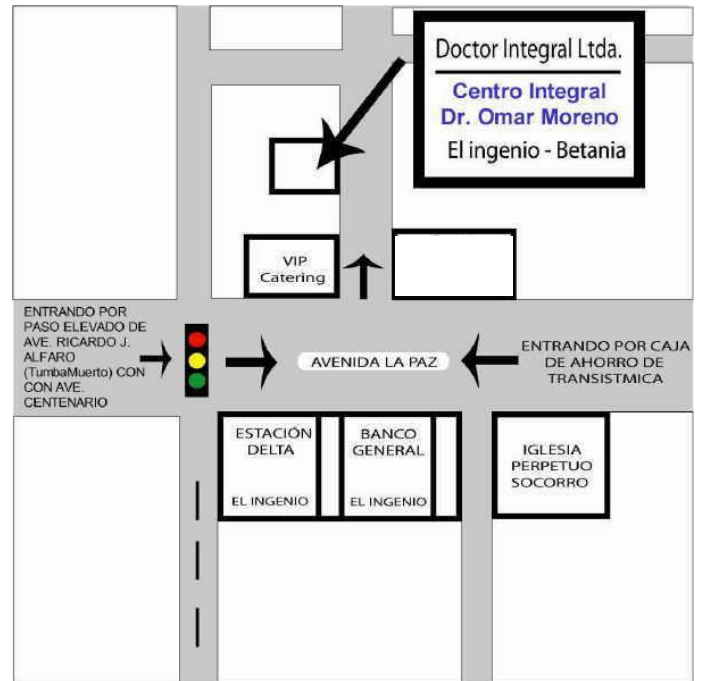 Doctor Integral Ltda.
Centro Integral
Dr. Omar Moreno
El ingenio - Betania
VIP
Catering
ENTRANDO POR
PASO ELEVADO DE
AVE. RICARDO J.
ALFARO
(TumbaMuerto) CON
CON AVE.
CENTENARIO
AVENIDA LA PAZ
ENTRANDO POR CAJA
DE AHORRO DE
TRANSISTMICA
ESTACIÓN
DELTA
EL INGENIO
BANCO
GENERAL
EL INGENIO
IGLESIA
PERPETUO
SOCORRO